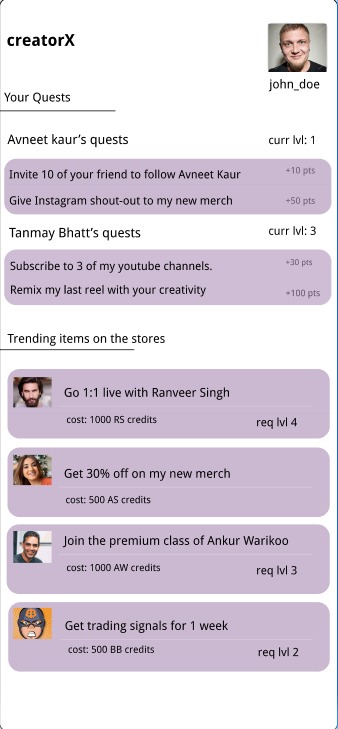 creatorX
john_doe
Your Quests
Avneet kaur’s quests curr lvl: 1
Invite 10 of your friend to follow Avneet Kaur +10 pts
Give Instagram shout-out to my new merch +50 pts
Tanmay Bhatt’s quests curr lvl: 3
Subscribe to 3 of my youtube channels. +30 pts
Remix my last reel with your creativity +100 pts
Trending items on the stores
Go 1:1 live with Ranveer Singh
cost: 1000 RS credits req lvl 4
Get 30% off on my new merch
cost: 500 AS credits
Join the premium class of Ankur Warikoo
cost: 1000 AW credits req lvl 3
Get trading signals for 1 week
cost: 500 BB credits req lvl 2